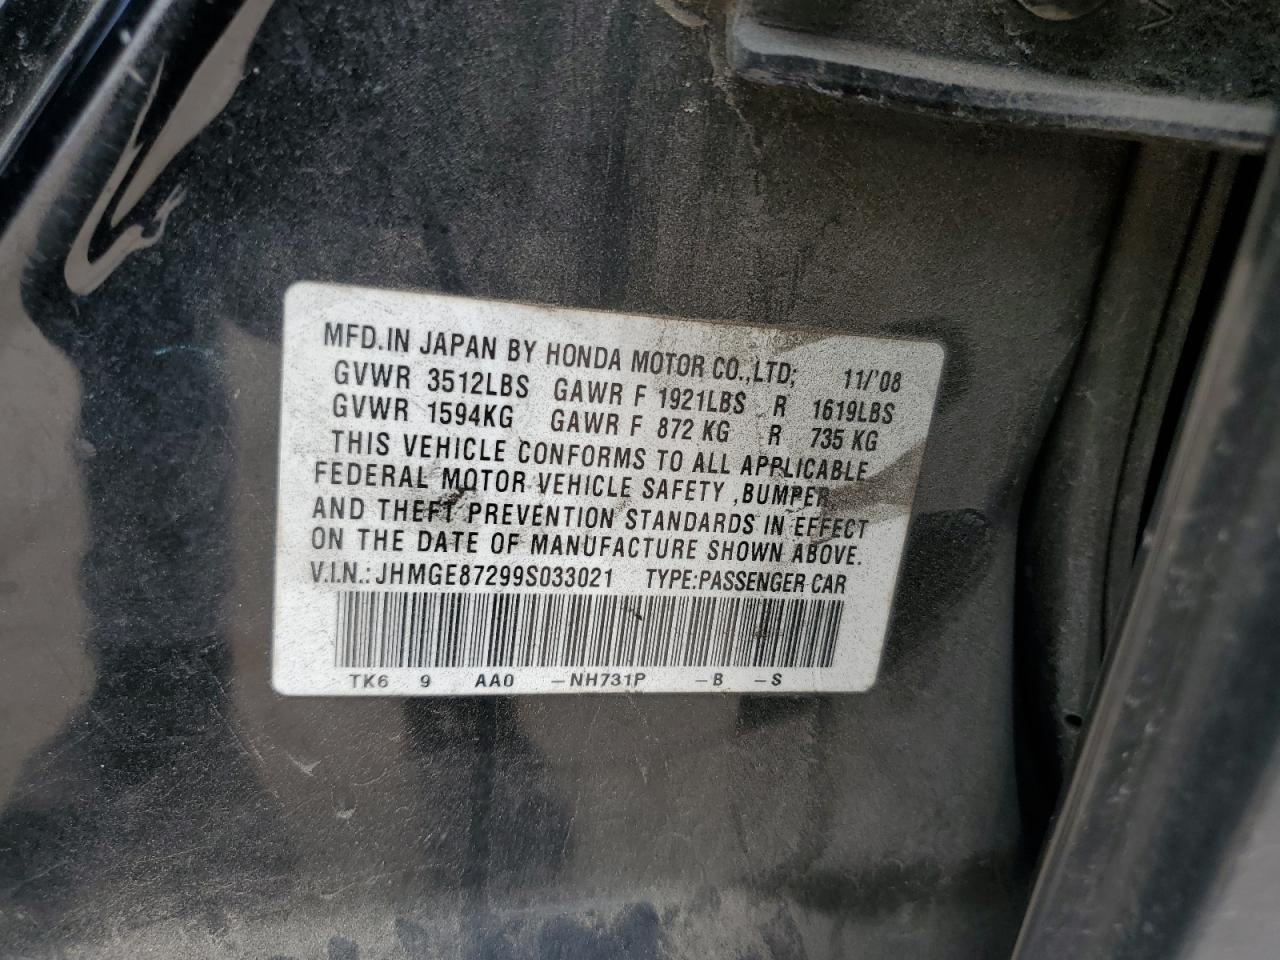 MFD.IN JAPAN BY HONDA MOTOR CO.,LTD; 11/'08
GVWR 3512LBS GAWR F 1921LBS R 1619LBS
GVWR 1594KG GAWR F 872 KG R 735 KG
THIS VEHICLE CONFORMS TO ALL APPLICABLE
FEDERAL MOTOR VEHICLE SAFETY ,BUMPER
AND THEFT PREVENTION STANDARDS IN EFFECT
ON THE DATE OF MANUFACTURE SHOWN ABOVE.
V.I.N.: JHMGE87299S033021 TYPE:PASSENGER CAR
TK6 9 AA0 -NH731P -B -S